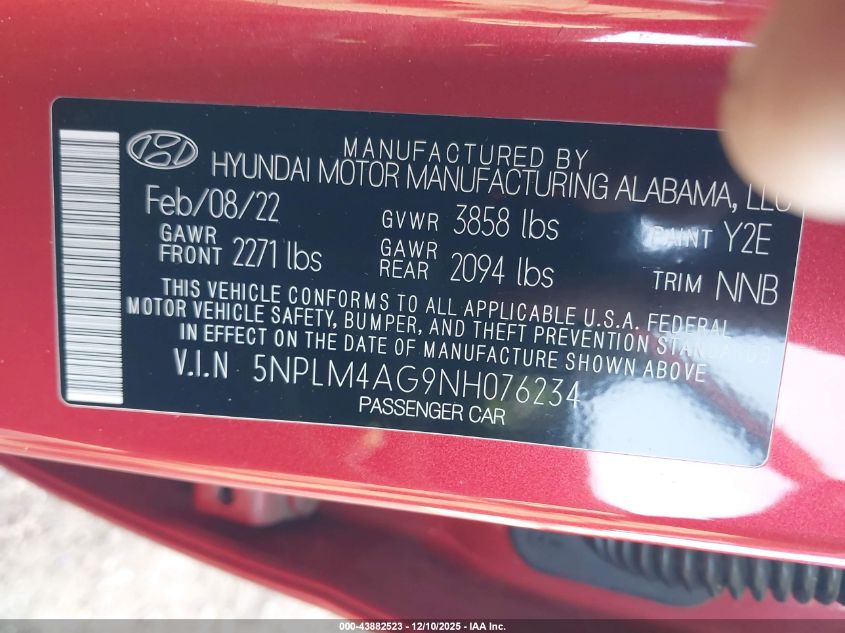 MANUFACTURED BY
HYUNDAI MOTOR MANUFACTURING ALABAMA, LLC
Feb/08/22 GVWR 3858 lbs PAINT Y2E
GAWR FRONT 2271 lbs GAWR REAR 2094 lbs TRIM NNB
THIS VEHICLE CONFORMS TO ALL APPLICABLE U.S.A. FEDERAL
MOTOR VEHICLE SAFETY, BUMPER, AND THEFT PREVENTION STANDARDS
IN EFFECT ON THE DATE OF MANUFACTURE SHOWN ABOVE
V.I.N 5NPLM4AG9NH076234
PASSENGER CAR
000-43882523 - 12/10/2025 - IAA Inc.